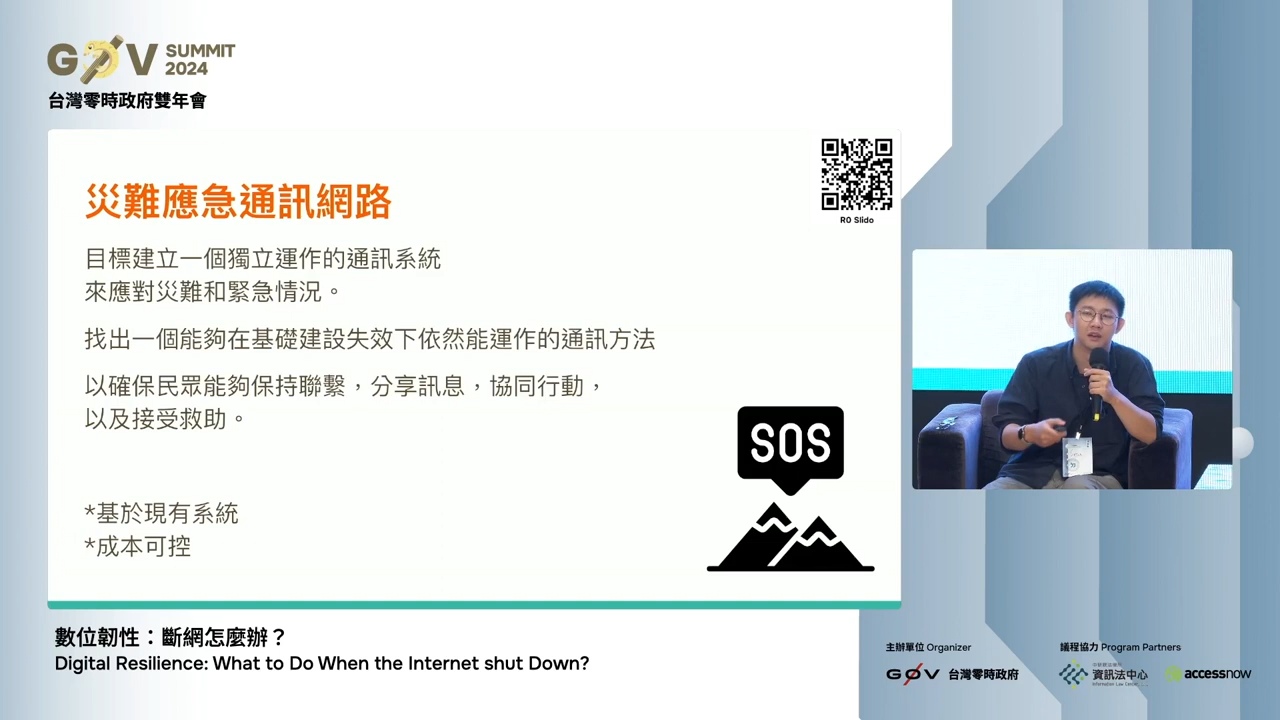 G0V SUMMIT 2024
台灣零時政府雙年會
R0 Slido
災難應急通訊網路
目標建立一個獨立運作的通訊系統
來應對災難和緊急情況。
找出一個能夠在基礎建設失效下依然能運作的通訊方法
以確保民眾能夠保持聯繫，分享訊息，協同行動，
以及接受救助。
SOS
*基於現有系統
*成本可控
數位韌性：斷網怎麼辦？
Digital Resilience: What to Do When the Internet shut Down?
主辦單位 Organizer
G0V 台灣零時政府
議程協力 Program Partners
資訊法中心
Information Law Center
accessnow